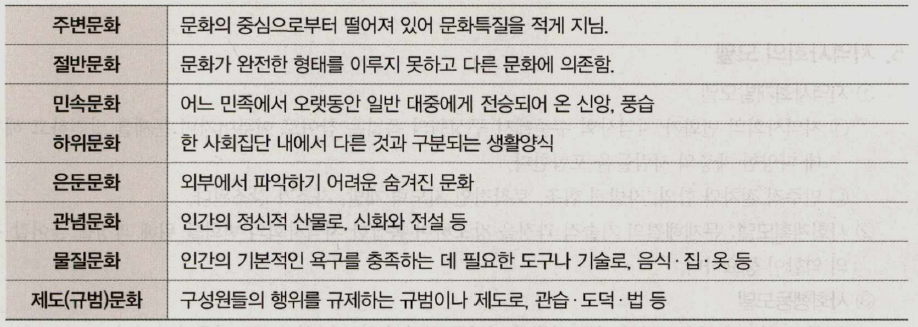 주변문화 문화의 중심으로부터 떨어져 있어 문화특질을 적게 지님.
절반문화 문화가 완전한 형태를 이루지 못하고 다른 문화에 의존함.
민속문화 어느 민족에서 오랫동안 일반 대중에게 전승되어 온 신앙, 풍습
하위문화 한 사회집단 내에서 다른 것과 구분되는 생활양식
은둔문화 외부에서 파악하기 어려운 숨겨진 문화
관념문화 인간의 정신적 산물로, 신화와 전설 등
물질문화 인간의 기본적인 욕구를 충족하는 데 필요한 도구나 기술로, 음식·집·옷 등
제도(규범)문화 구성원들의 행위를 규제하는 규범이나 제도로, 관습·도덕·법 등